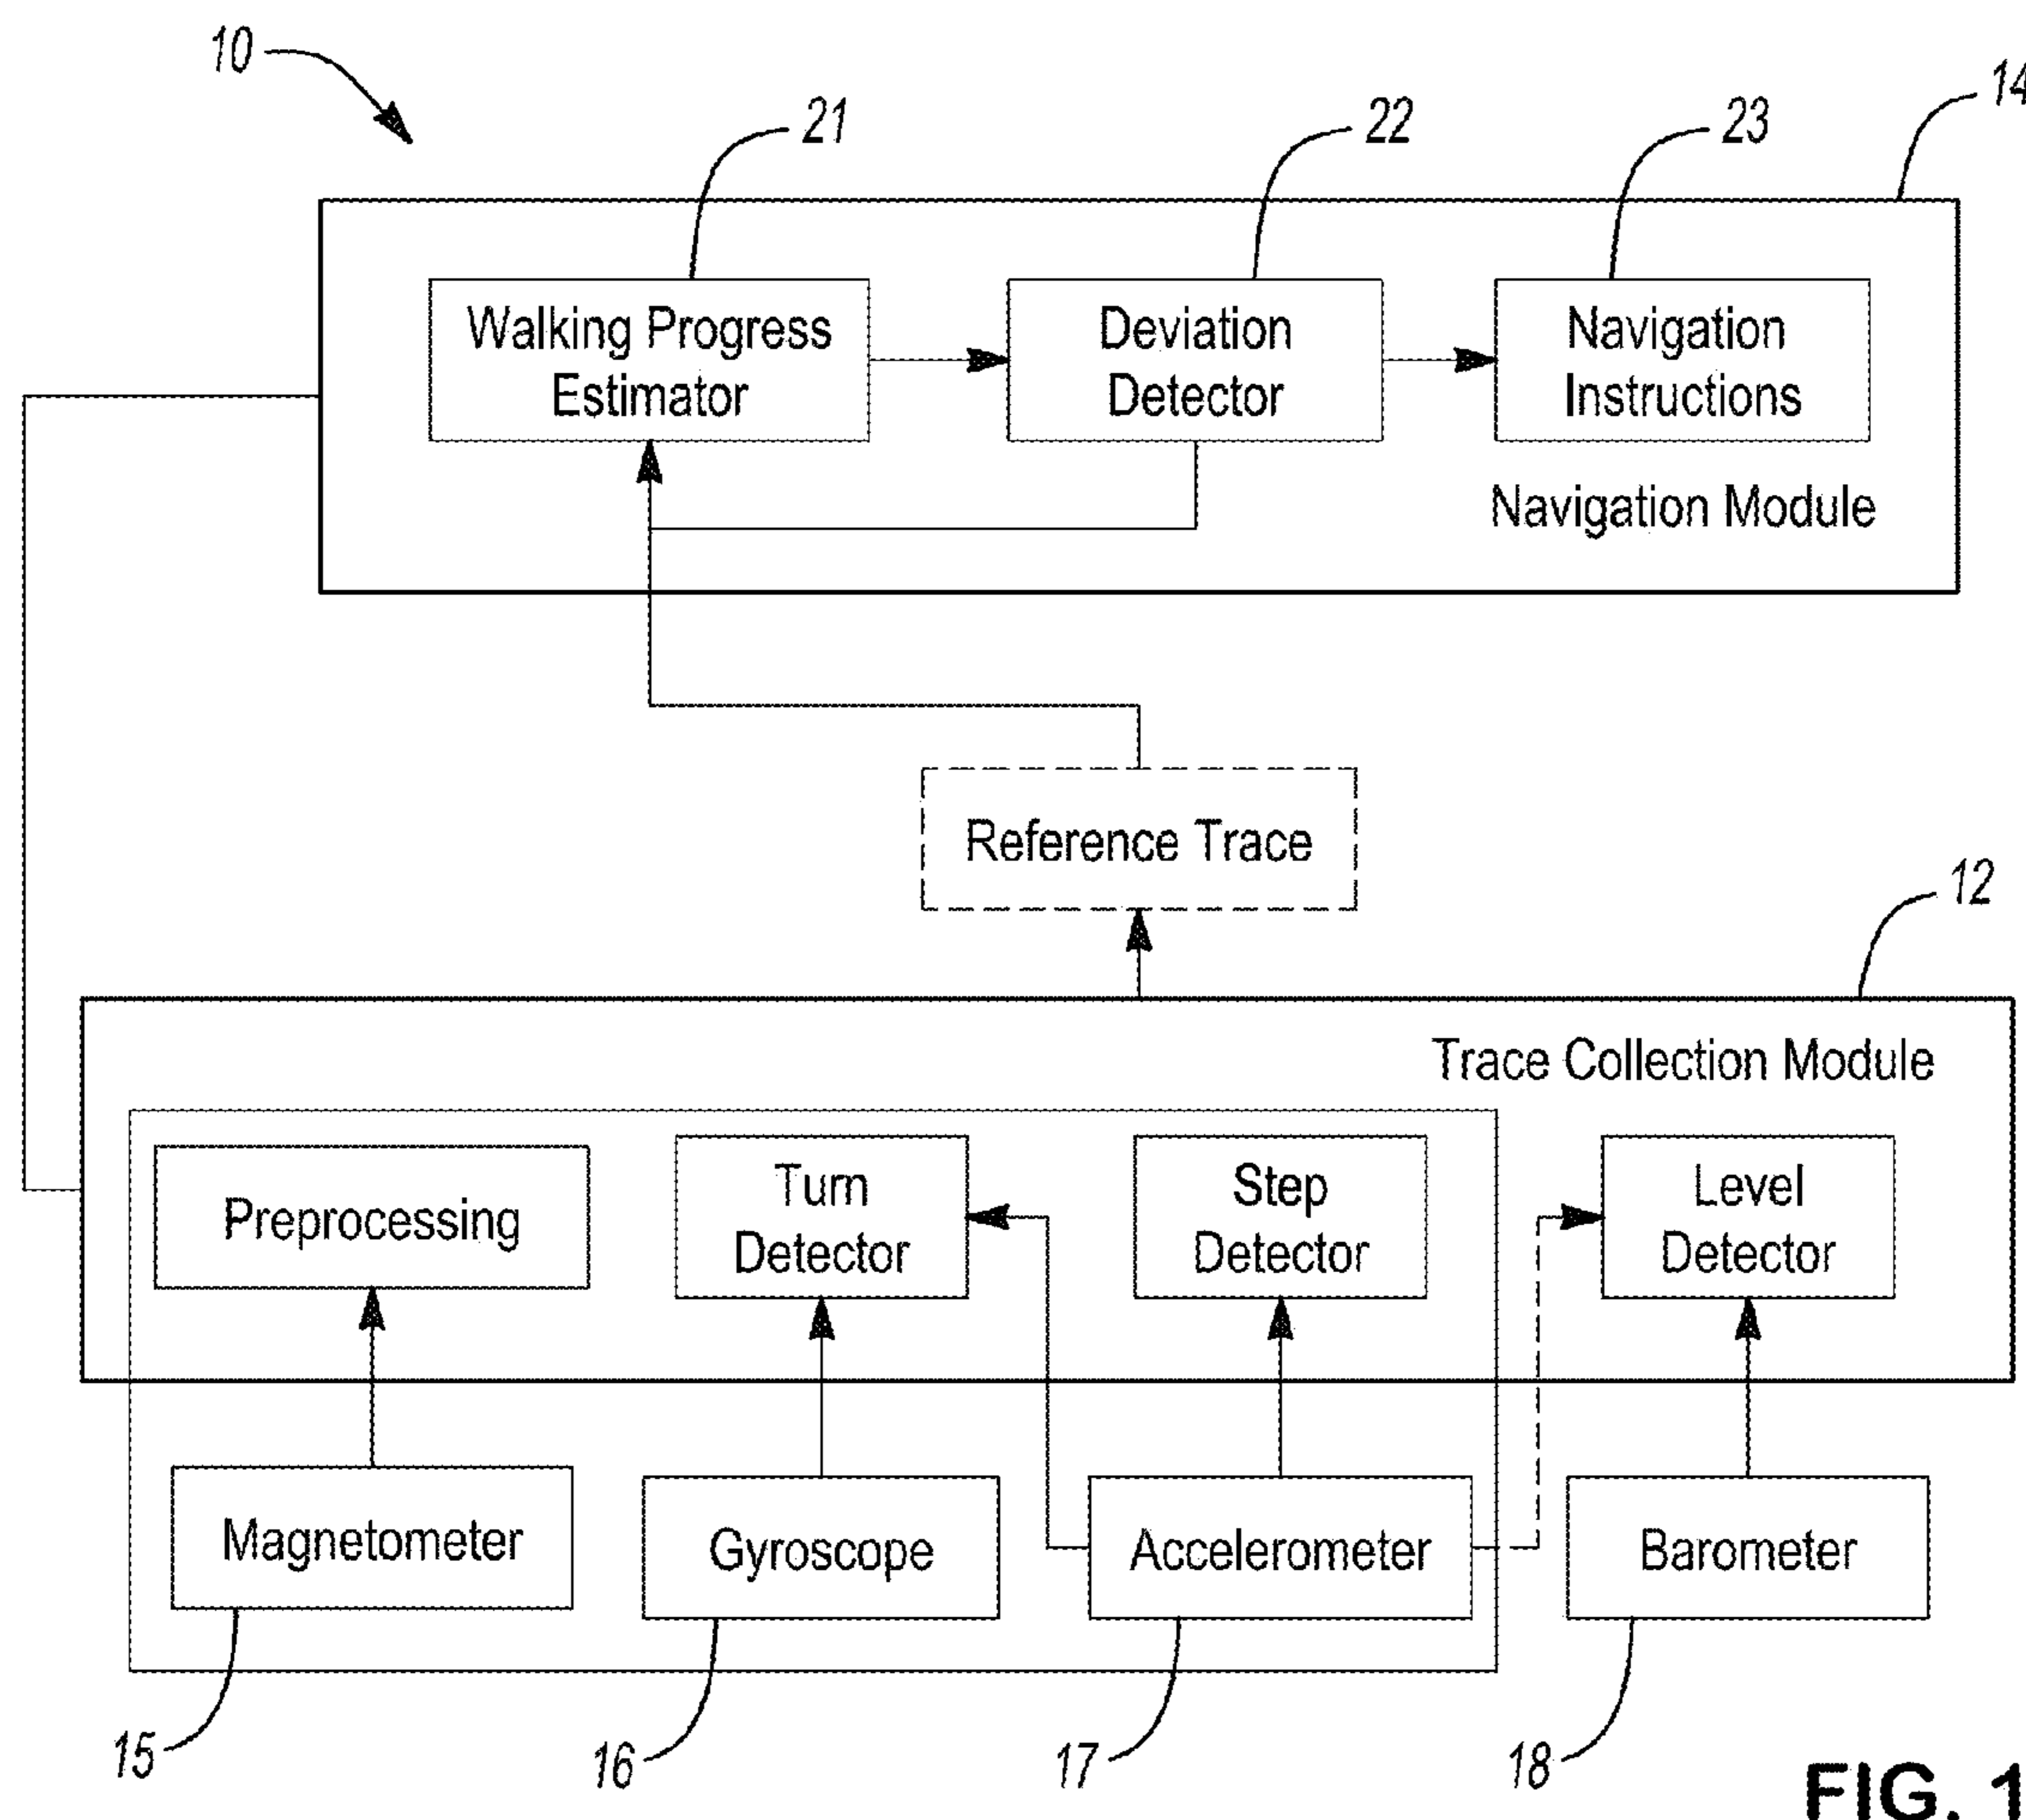 10
14
21
22
23
Walking Progress
Estimator
Deviation
Detector
Navigation
Instructions
Navigation Module
Reference Trace
12
Trace Collection Module
Preprocessing
Turn
Detector
Step
Detector
Level
Detector
Magnetometer
Gyroscope
Accelerometer
Barometer
15
16
17
18
FIG. 1